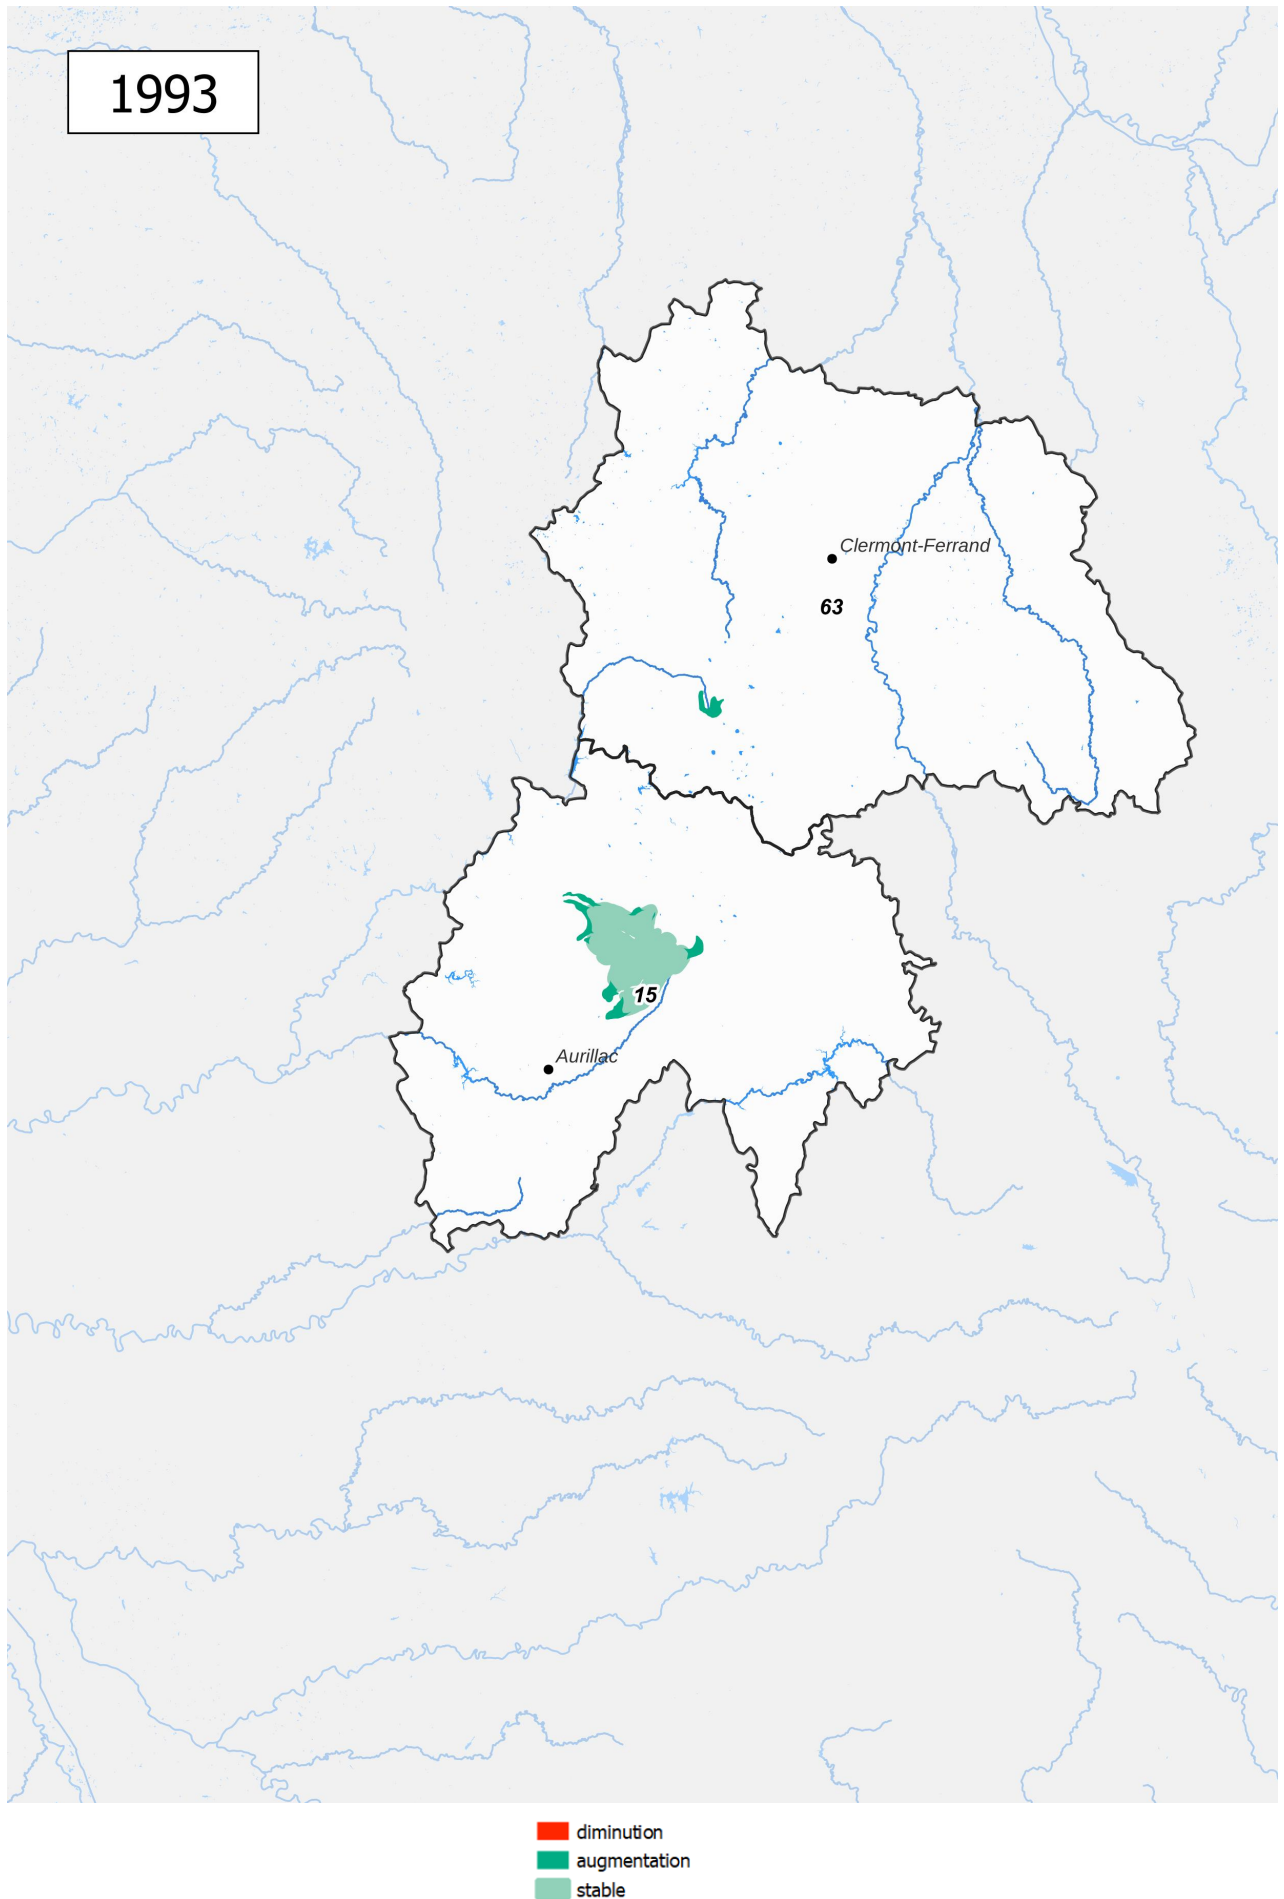 1993
Clermont-Ferrand
63
15
Aurillac
diminution
augmentation
stable